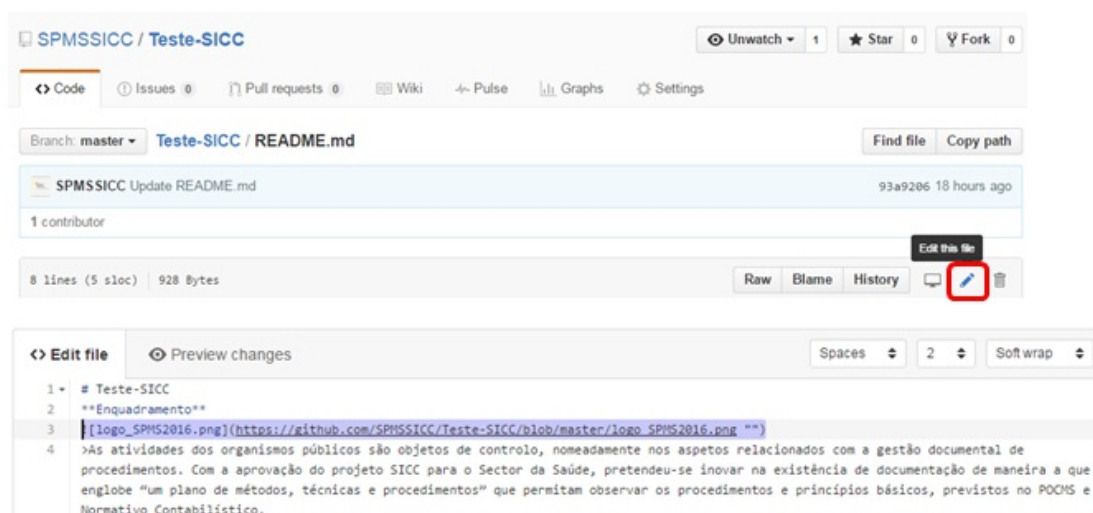 SPMSSICC / Teste-SICC Unwatch 1 Star 0 Fork 0
Code Issues 0 Pull requests 0 Wiki Pulse Graphs Settings
Branch: master Teste-SICC / README.md Find file Copy path
SPMSSICC Update README.md 93a9206 18 hours ago
1 contributor
Edit this file
8 lines (5 sloc) 928 Bytes Raw Blame History
<> Edit file Preview changes Spaces 2 Soft wrap
1 # Teste-SICC
2 **Enquadramento**
3 ![logo_SPMS2016.png](https://github.com/SPMSSICC/Teste-SICC/blob/master/logo_SPMS2016.png "")
4 >As atividades dos organismos públicos são objetos de controlo, nomeadamente nos aspetos relacionados com a gestão documental de
procedimentos. Com a aprovação do projeto SICC para o Sector da Saúde, pretendeu-se inovar na existência de documentação de maneira a que
englobe “um plano de métodos, técnicas e procedimentos” que permitam observar os procedimentos e princípios básicos, previstos no POCMS e
Normativo Contabilístico.